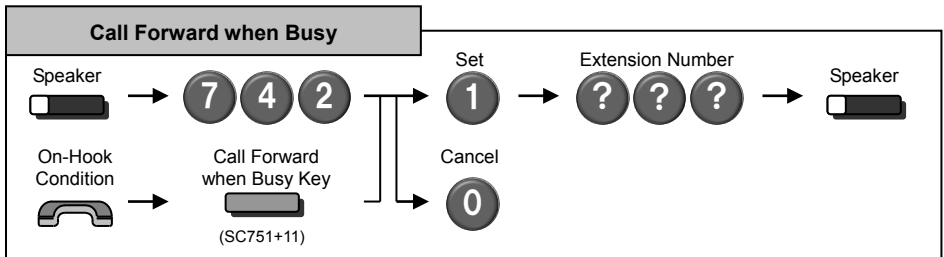 Call Forward when Busy
Speaker
7 4 2
Set
1
Extension Number
? ? ?
Speaker
On-Hook
Condition
Call Forward
when Busy Key
(SC751+11)
Cancel
0